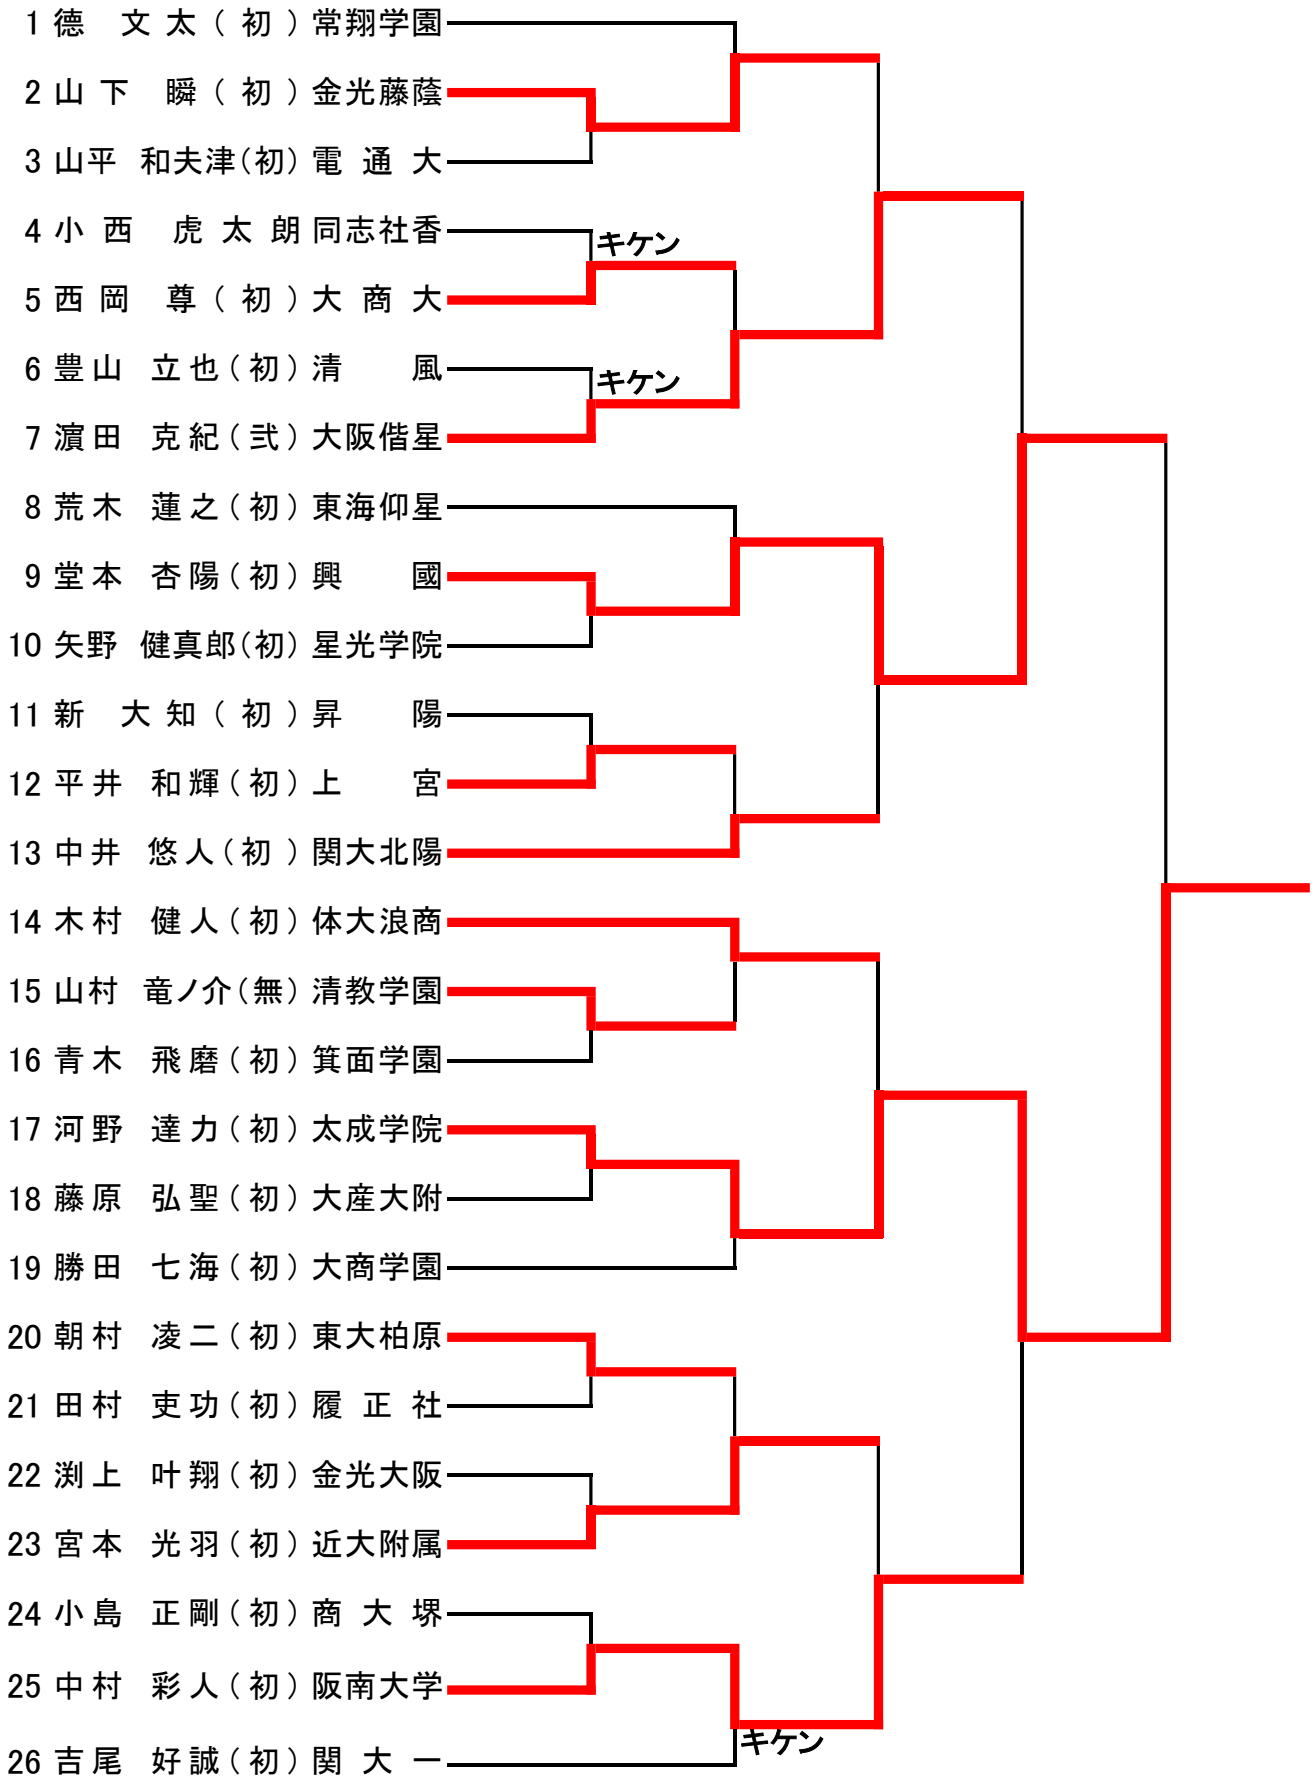 1 德 文太(初) 常翔学園
2 山下 瞬(初) 金光藤蔭
3 山平 和夫津(初) 電通大
4 小西 虎太朗 同志社香
キケン
5 西岡 尊(初) 大商大
6 豊山 立也(初) 清風
キケン
7 濵田 克紀(弐) 大阪偕星
8 荒木 蓮之(初) 東海仰星
9 堂本 杏陽(初) 興國
10 矢野 健真郎(初) 星光学院
11 新 大知(初) 昇陽
12 平井 和輝(初) 上宮
13 中井 悠人(初) 関大北陽
14 木村 健人(初) 体大浪商
15 山村 竜ノ介(無) 清教学園
16 青木 飛磨(初) 箕面学園
17 河野 達力(初) 太成学院
18 藤原 弘聖(初) 大産大附
19 勝田 七海(初) 大商学園
20 朝村 凌二(初) 東大柏原
21 田村 吏功(初) 履正社
22 渕上 叶翔(初) 金光大阪
23 宮本 光羽(初) 近大附属
24 小島 正剛(初) 商大堺
25 中村 彩人(初) 阪南大学
キケン
26 吉尾 好誠(初) 関大一